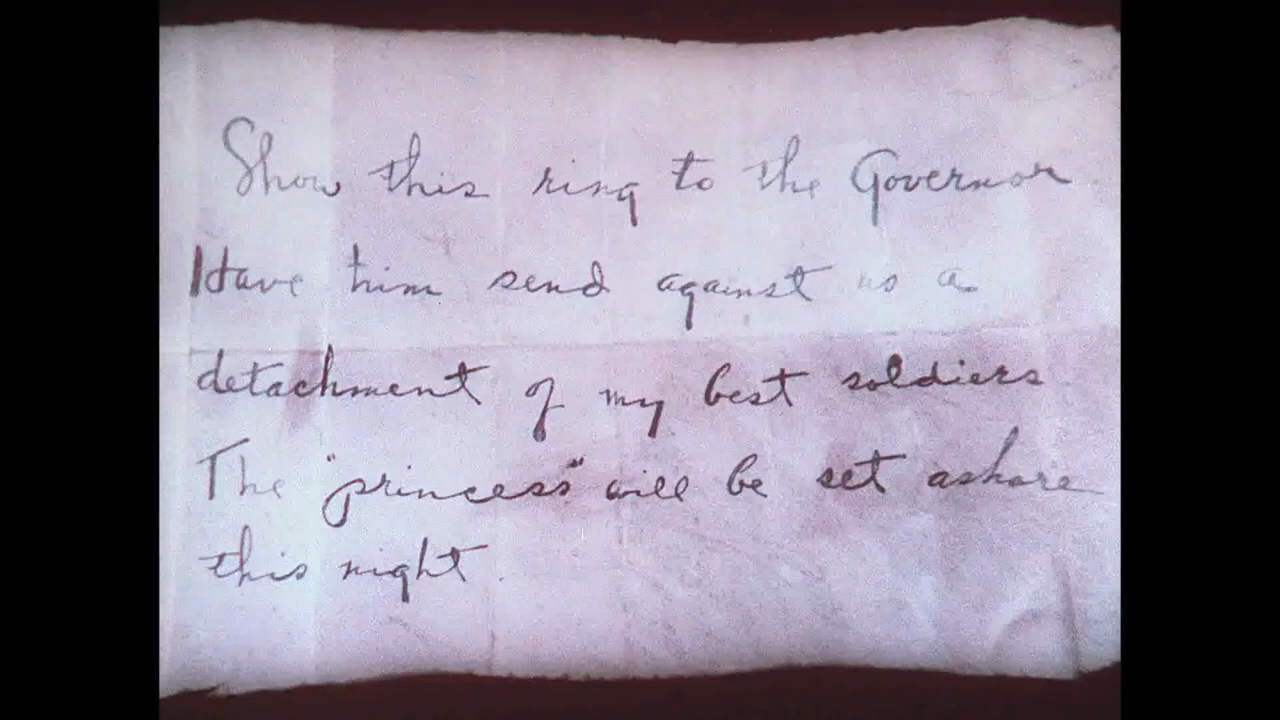 Show this ring to the Governor
Have him send against us a
detachment of my best soldiers
The "princess" will be set ashore
this night.